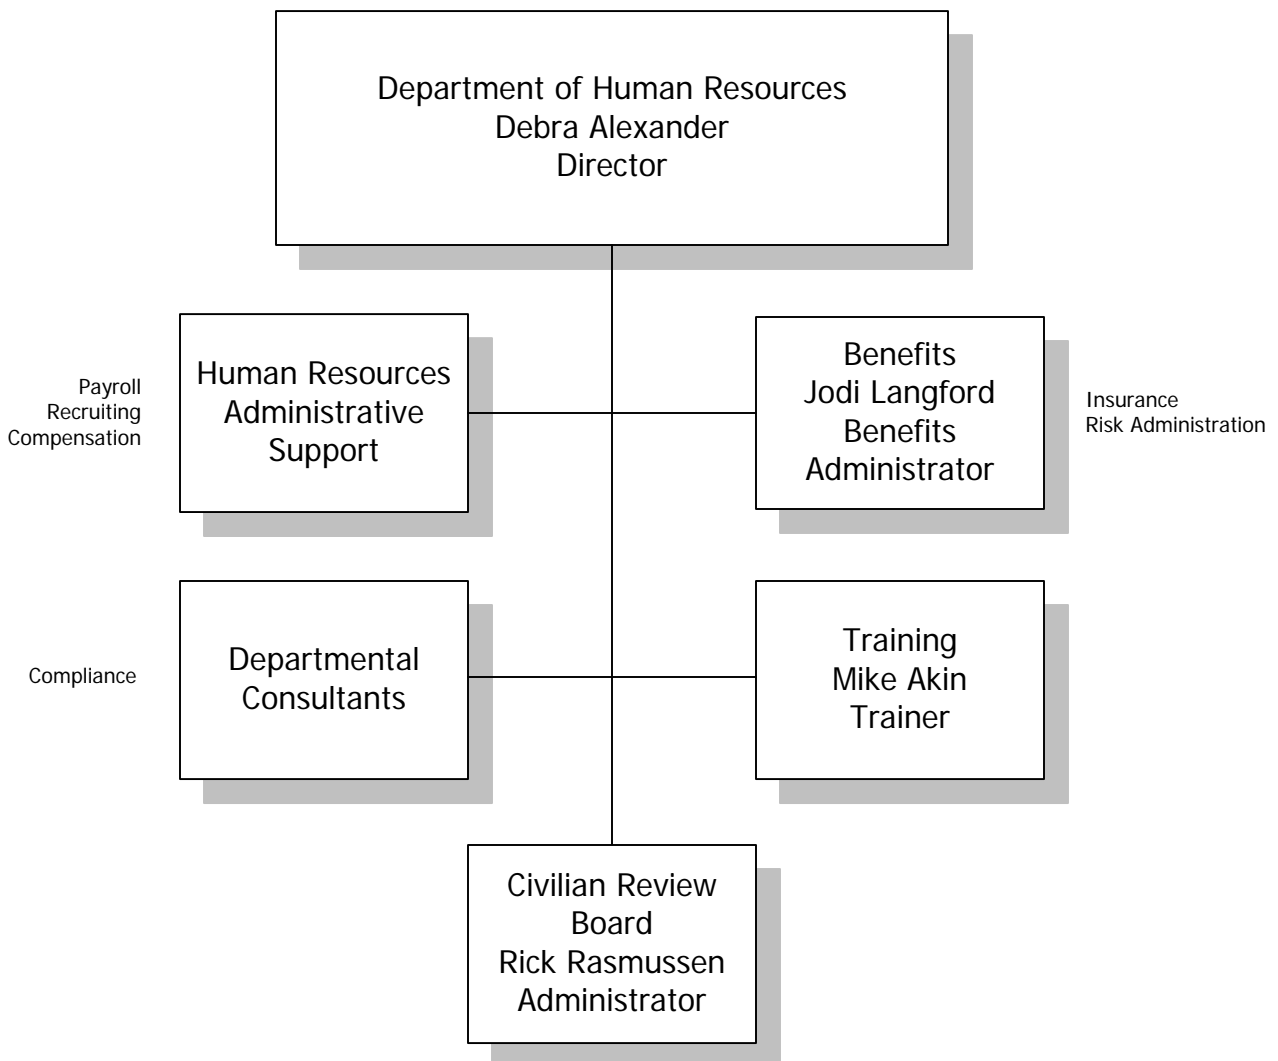 Department of Human Resources
Debra Alexander
Director
Payroll
Recruiting
Compensation
Human Resources
Administrative
Support
Benefits
Jodi Langford
Benefits
Administrator
Insurance
Risk Administration
Compliance
Departmental
Consultants
Training
Mike Akin
Trainer
Civilian Review
Board
Rick Rasmussen
Administrator